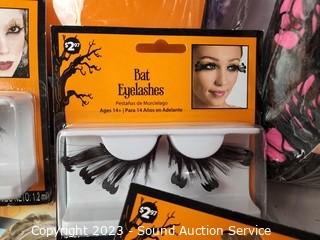 $2.97
Bat
Eyelashes
Pestañas de Murcielago
Ages 14+ | Para 14 Años en Adelante
$2.97
Copyright 2023 - Sound Auction Service